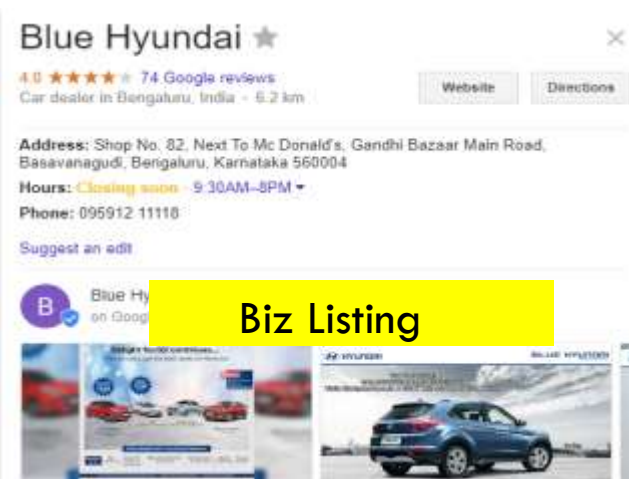 Blue Hyundai
4.0 74 Google reviews
Website
Directions
Car dealer in Bengaluru, India - 6.2 km
Address: Shop No. 82, Next To Mc Donald's, Gandhi Bazaar Main Road,
Basavanagudi, Bengaluru, Karnataka 560004
Hours: Closing soon · 9:30AM–8PM
Phone: 095912 11118
Suggest an edit
B
Blue Hy
on Goog
Biz Listing
HYUNDAI
BLUE HYUNDAI